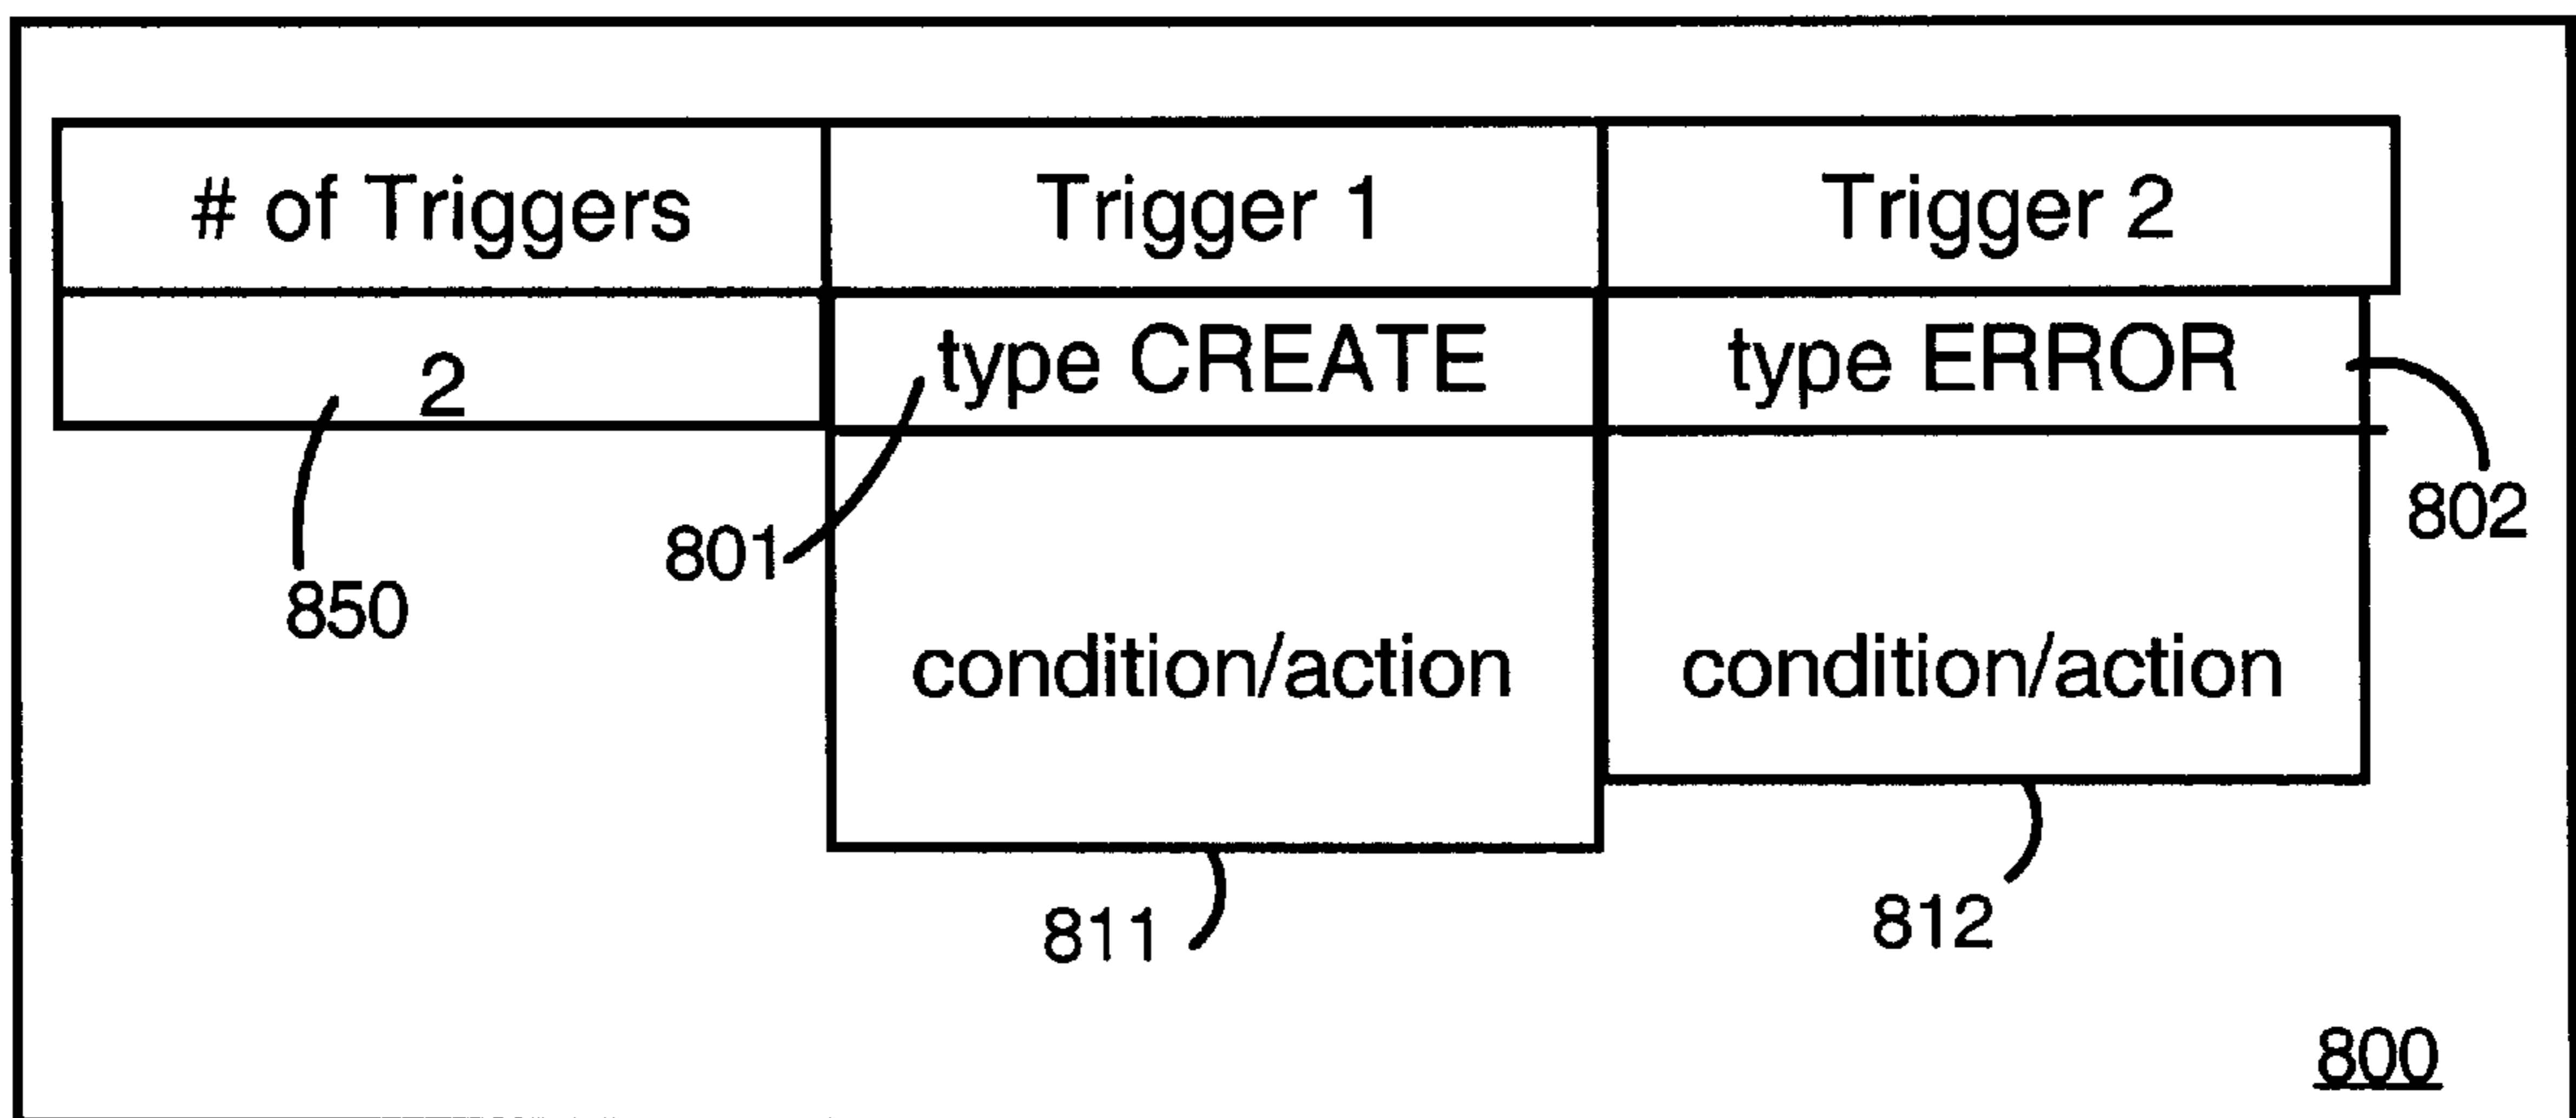 # of Triggers Trigger 1 Trigger 2
2 type CREATE type ERROR
802
801
850
condition/action condition/action
811 812
800